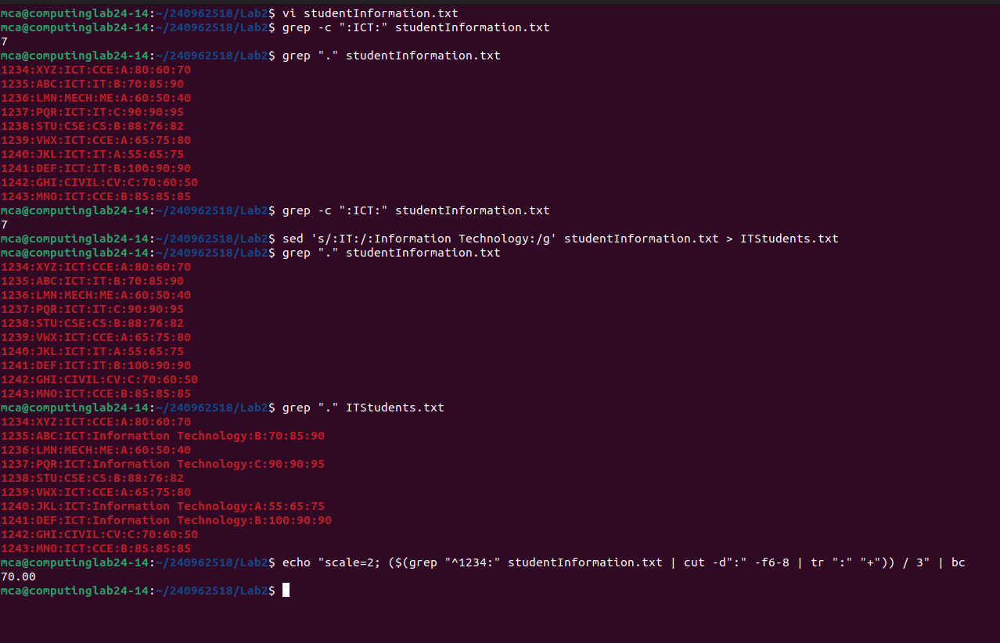 mca@computinglab24-14:~/240962518/Lab2$ vi studentInformation.txt
mca@computinglab24-14:~/240962518/Lab2$ grep -c ":ICT:" studentInformation.txt
7
mca@computinglab24-14:~/240962518/Lab2$ grep "." studentInformation.txt
1234:XYZ:ICT:CCE:A:80:60:70
1235:ABC:ICT:IT:B:70:85:90
1236:LMN:MECH:ME:A:60:50:40
1237:PQR:ICT:IT:C:90:90:95
1238:STU:CSE:CS:B:88:76:82
1239:VWX:ICT:CCE:A:65:75:80
1240:JKL:ICT:IT:A:55:65:75
1241:DEF:ICT:IT:B:100:90:90
1242:GHI:CIVIL:CV:C:70:60:50
1243:MNO:ICT:CCE:B:85:85:85
mca@computinglab24-14:~/240962518/Lab2$ grep -c ":ICT:" studentInformation.txt
7
mca@computinglab24-14:~/240962518/Lab2$ sed 's/:IT:/:Information Technology:/g' studentInformation.txt > ITStudents.txt
mca@computinglab24-14:~/240962518/Lab2$ grep "." studentInformation.txt
1234:XYZ:ICT:CCE:A:80:60:70
1235:ABC:ICT:IT:B:70:85:90
1236:LMN:MECH:ME:A:60:50:40
1237:PQR:ICT:IT:C:90:90:95
1238:STU:CSE:CS:B:88:76:82
1239:VWX:ICT:CCE:A:65:75:80
1240:JKL:ICT:IT:A:55:65:75
1241:DEF:ICT:IT:B:100:90:90
1242:GHI:CIVIL:CV:C:70:60:50
1243:MNO:ICT:CCE:B:85:85:85
mca@computinglab24-14:~/240962518/Lab2$ grep "." ITStudents.txt
1234:XYZ:ICT:CCE:A:80:60:70
1235:ABC:ICT:Information Technology:B:70:85:90
1236:LMN:MECH:ME:A:60:50:40
1237:PQR:ICT:Information Technology:C:90:90:95
1238:STU:CSE:CS:B:88:76:82
1239:VWX:ICT:CCE:A:65:75:80
1240:JKL:ICT:Information Technology:A:55:65:75
1241:DEF:ICT:Information Technology:B:100:90:90
1242:GHI:CIVIL:CV:C:70:60:50
1243:MNO:ICT:CCE:B:85:85:85
mca@computinglab24-14:~/240962518/Lab2$ echo "scale=2; ($(grep "^1234:" studentInformation.txt | cut -d":" -f6-8 | tr ":" "+")) / 3" | bc
70.00
mca@computinglab24-14:~/240962518/Lab2$